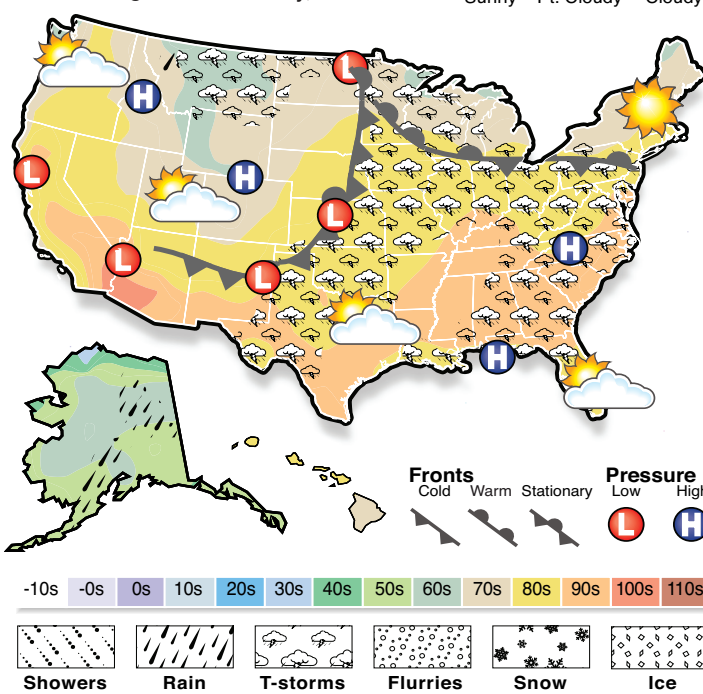 Sunny Pt. Cloudy Cloudy
L
H
H
L
L
L
L
H
H
Fronts
Cold Warm Stationary
Pressure
Low High
L H
-10s -0s 0s 10s 20s 30s 40s 50s 60s 70s 80s 90s 100s 110s
Showers Rain T-storms Flurries Snow Ice